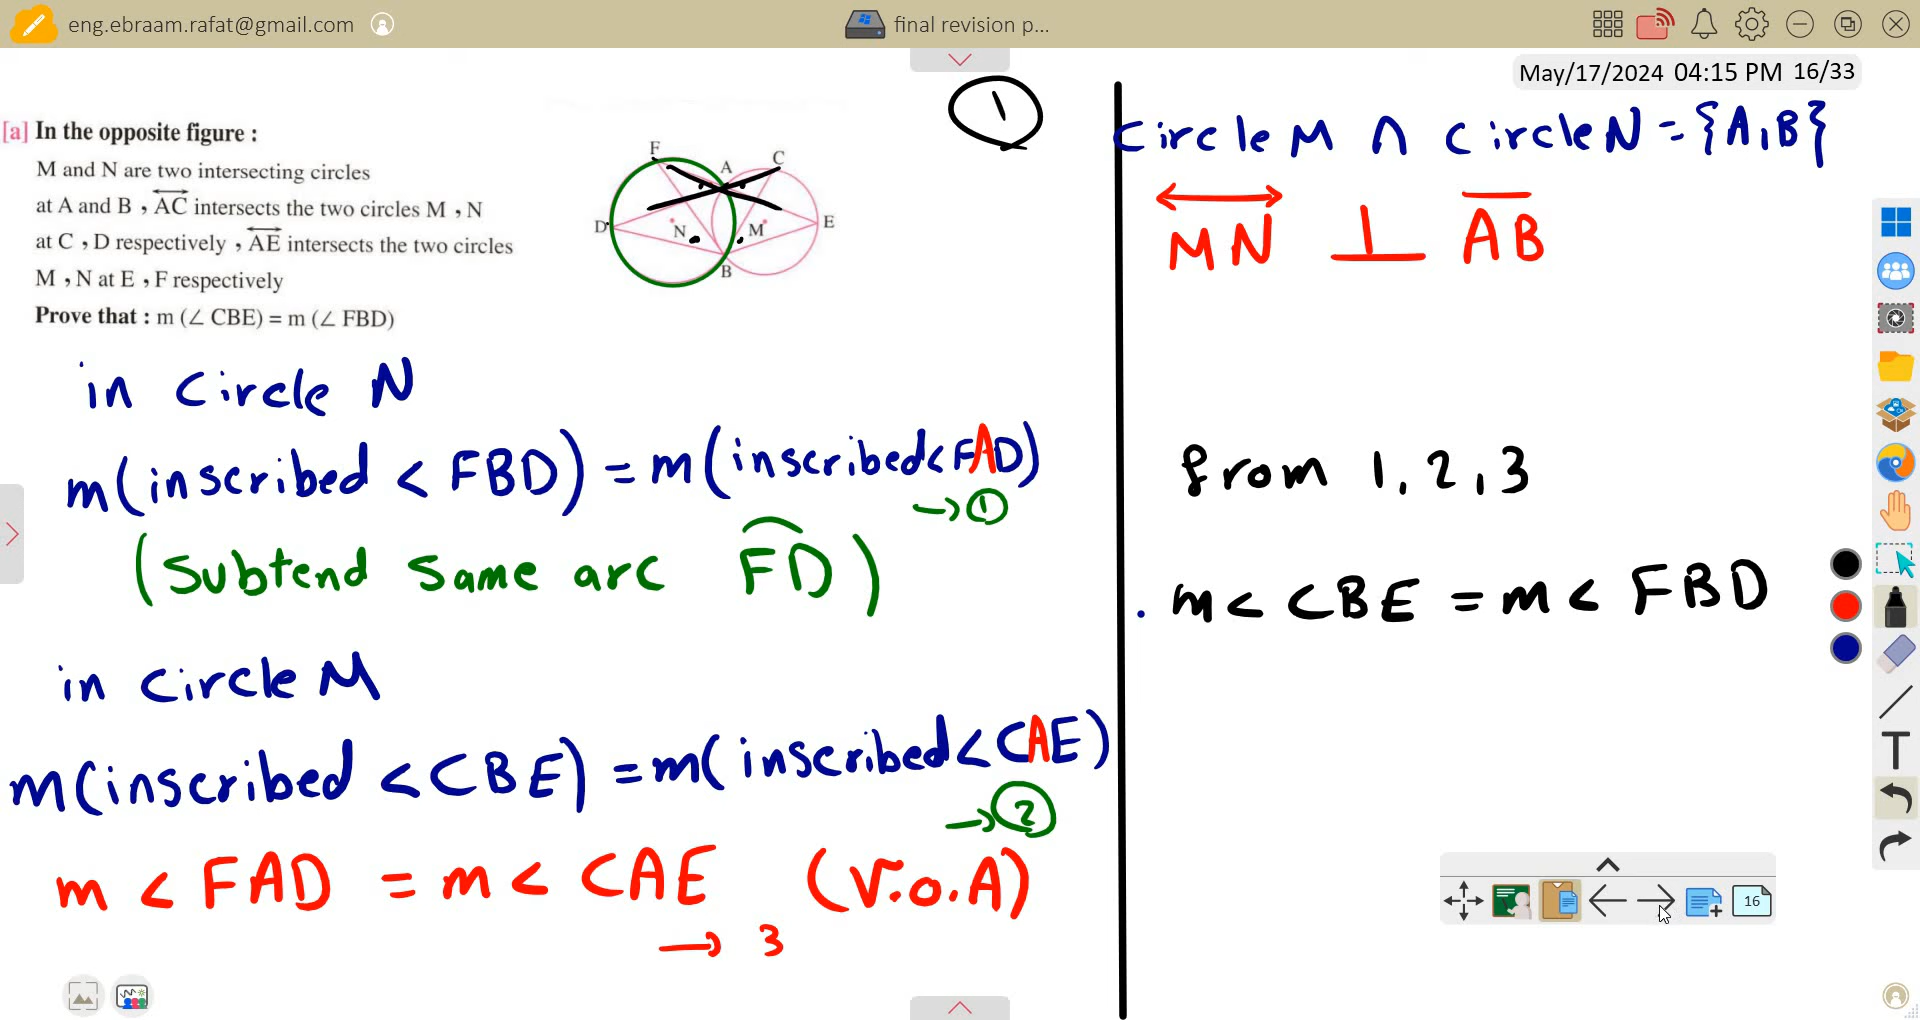 eng.ebraam.rafat@gmail.com
final revision p...
May/17/2024 04:15 PM 16/33
[a] In the opposite figure :
M and N are two intersecting circles
at A and B , AC intersects the two circles M , N
at C , D respectively , AE intersects the two circles
M , N at E , F respectively
Prove that : m (∠ CBE) = m (∠ FBD)
F
A
C
D
N
M
E
B
1
in circle N
m(inscribed < FBD) = m(inscribed < FAD)
→ 1
(subtend same arc FD)
in circle M
m(inscribed < CBE) = m(inscribed < CAE)
→ 2
m < FAD = m < CAE (V.O.A)
→ 3
circle M ∩ circle N = {A,B}
MN ⊥ AB
from 1, 2, 3
m < CBE = m < FBD
T
16